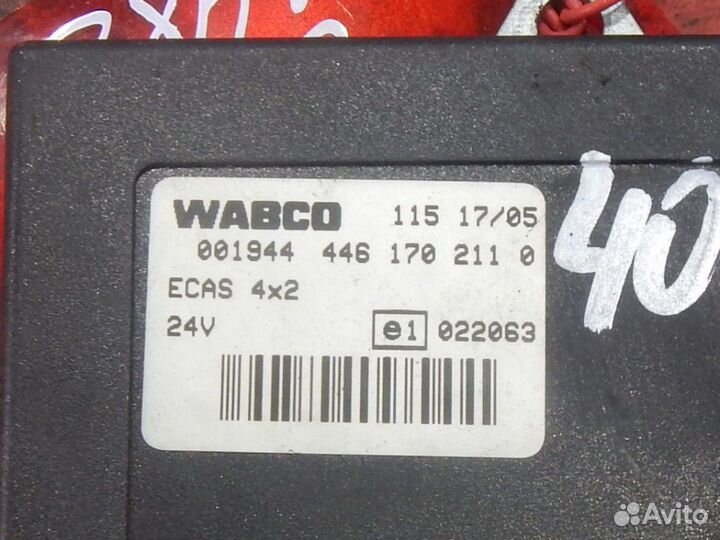 WABCO 115 17/05
001944 446 170 211 0
ECAS 4x2
24V e1 022063
40
Avito